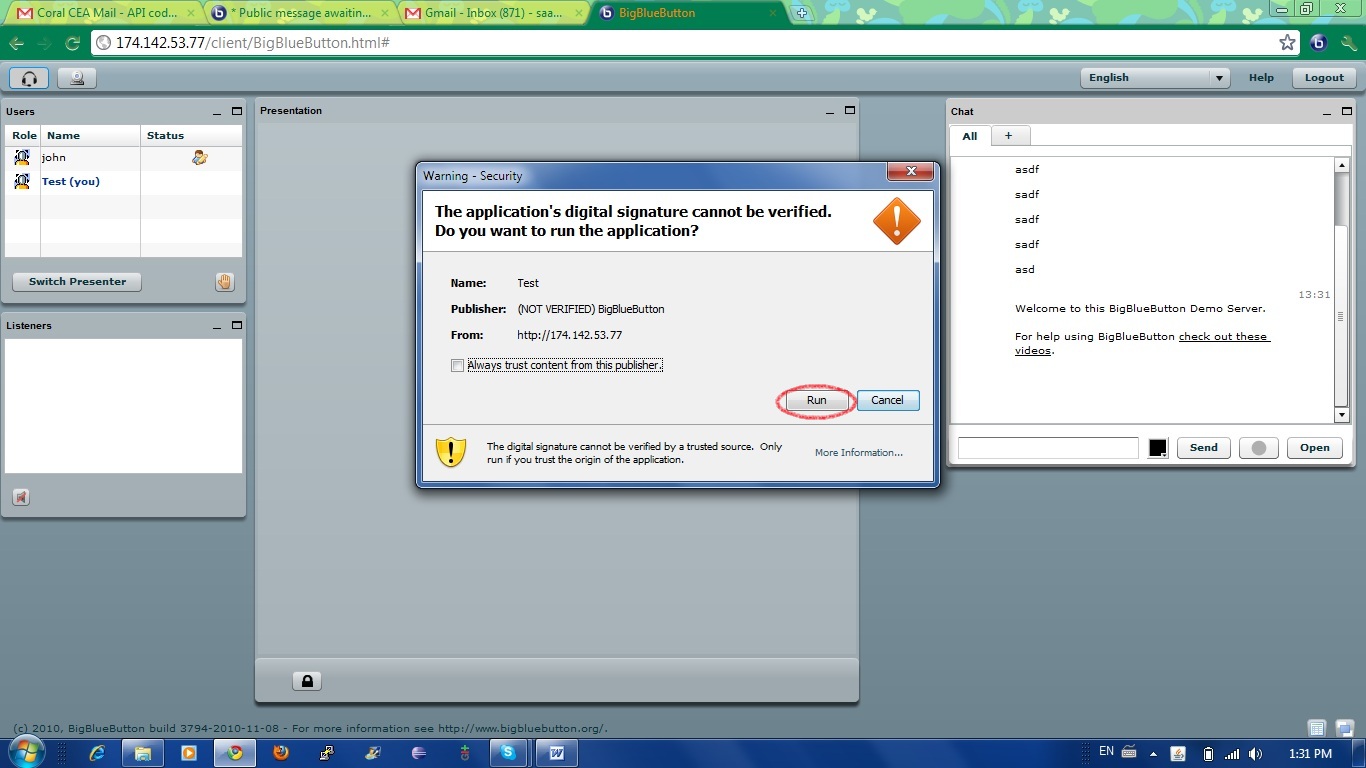 Coral CEA Mail - API cod...
* Public message awaitin...
Gmail - Inbox (871) - saa...
BigBlueButton
174.142.53.77/client/BigBlueButton.html#
English
Help
Logout
Users
Role Name Status
john
Test (you)
Switch Presenter
Listeners
Presentation
Warning - Security
The application's digital signature cannot be verified.
Do you want to run the application?
Name: Test
Publisher: (NOT VERIFIED) BigBlueButton
From: http://174.142.53.77
Always trust content from this publisher.
Run
Cancel
The digital signature cannot be verified by a trusted source. Only
run if you trust the origin of the application.
More Information...
Chat
All
+
asdf
sadf
sadf
sadf
asd
13:31
Welcome to this BigBlueButton Demo Server.
For help using BigBlueButton check out these
videos.
Send
Open
(c) 2010, BigBlueButton build 3794-2010-11-08 - For more information see http://www.bigbluebutton.org/.
EN
1:31 PM